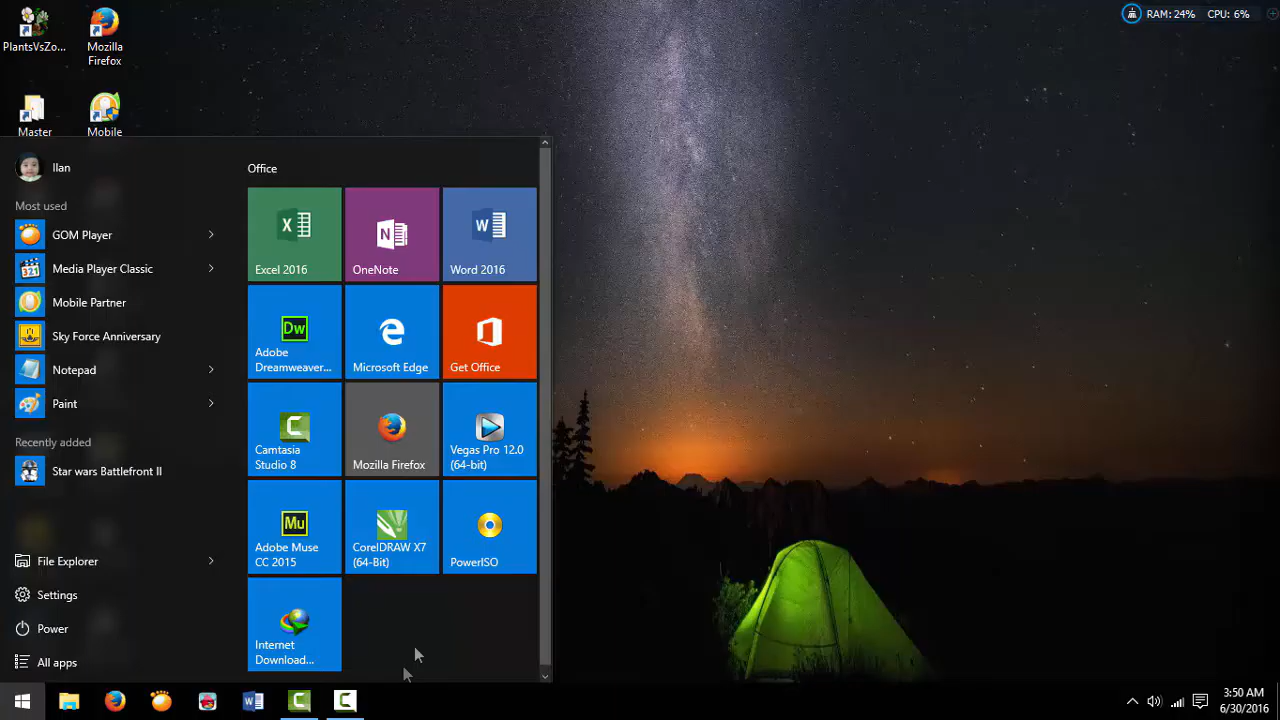 PlantsVsZo...
Mozilla
Firefox
Master
Mobile
RAM: 24% CPU: 6%
Ilan
Most used
GOM Player
Media Player Classic
Mobile Partner
Sky Force Anniversary
Notepad
Paint
Recently added
Star wars Battlefront II
File Explorer
Settings
Power
All apps
Office
Excel 2016
OneNote
Word 2016
Adobe
Dreamweaver...
Microsoft Edge
Get Office
Camtasia
Studio 8
Mozilla Firefox
Vegas Pro 12.0
(64-bit)
Adobe Muse
CC 2015
CorelDRAW X7
(64-Bit)
PowerISO
Internet
Download...
3:50 AM
6/30/2016